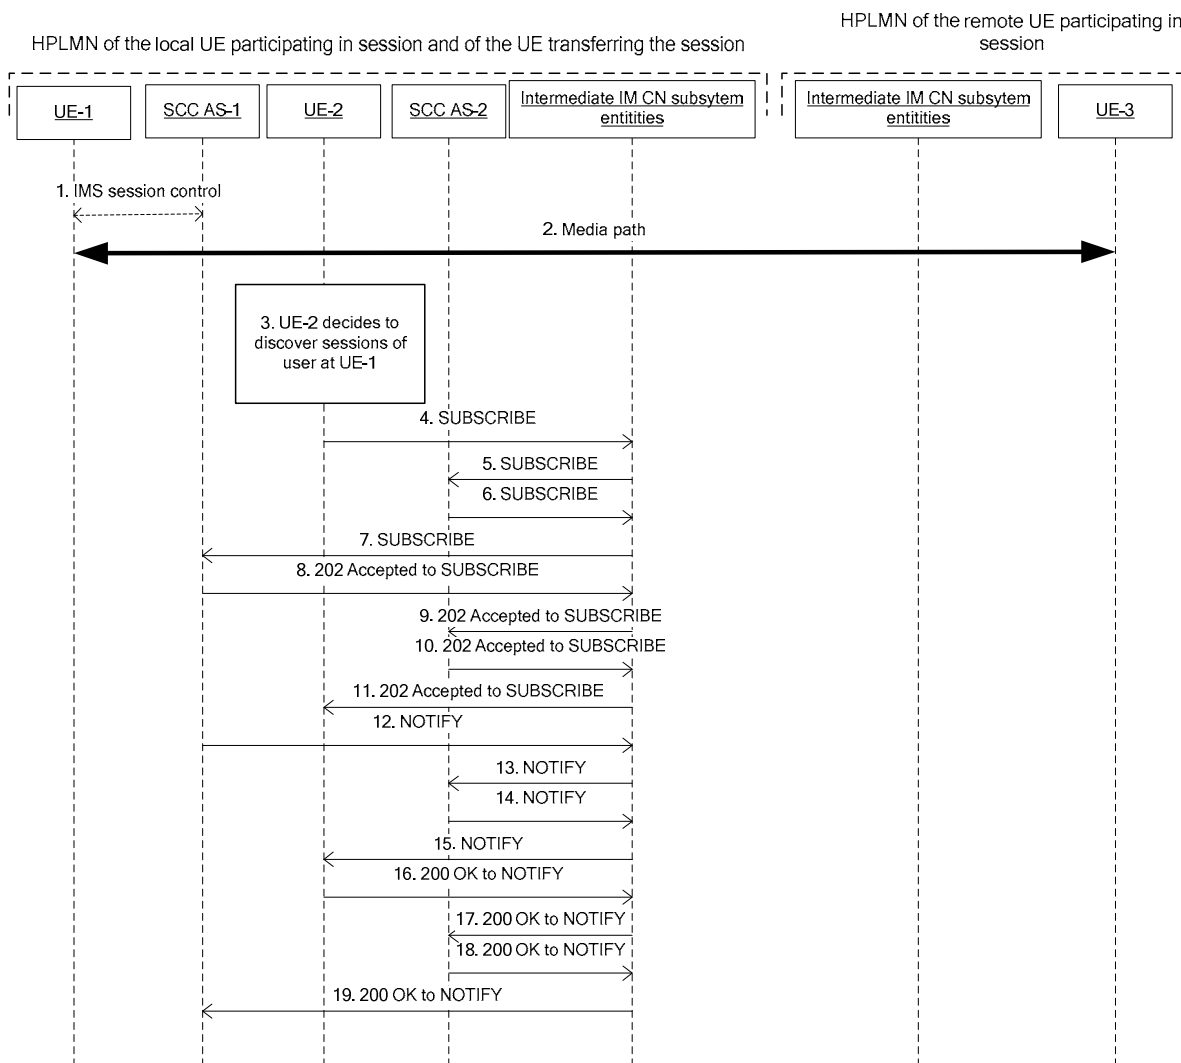 HPLMN of the local UE participating in session and of the UE transferring the session
HPLMN of the remote UE participating in
session
UE-1
SCC AS-1
UE-2
SCC AS-2
Intermediate IM CN subsytem
entitities
Intermediate IM CN subsytem
entitities
UE-3
1. IMS session control
2. Media path
3. UE-2 decides to
discover sessions of
user at UE-1
4. SUBSCRIBE
5. SUBSCRIBE
6. SUBSCRIBE
7. SUBSCRIBE
8. 202 Accepted to SUBSCRIBE
9. 202 Accepted to SUBSCRIBE
10. 202 Accepted to SUBSCRIBE
11. 202 Accepted to SUBSCRIBE
12. NOTIFY
13. NOTIFY
14. NOTIFY
15. NOTIFY
16. 200 OK to NOTIFY
17. 200 OK to NOTIFY
18. 200 OK to NOTIFY
19. 200 OK to NOTIFY